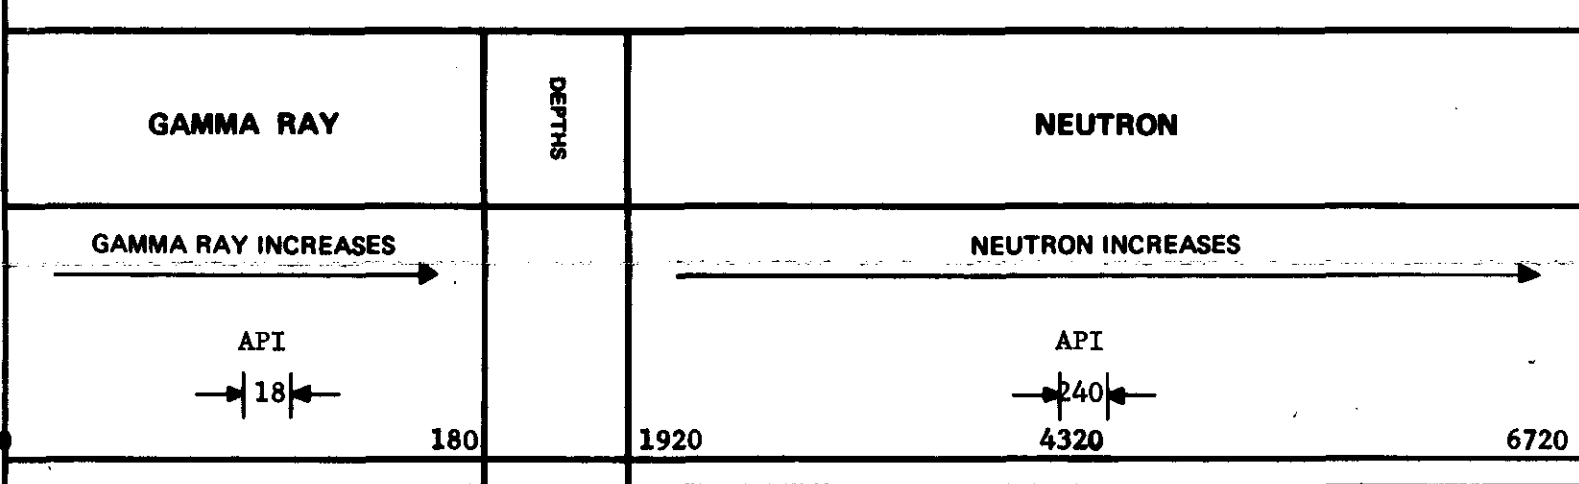 GAMMA RAY
DEPTHS
NEUTRON
GAMMA RAY INCREASES
NEUTRON INCREASES
API
API
18
240
180
1920
4320
6720